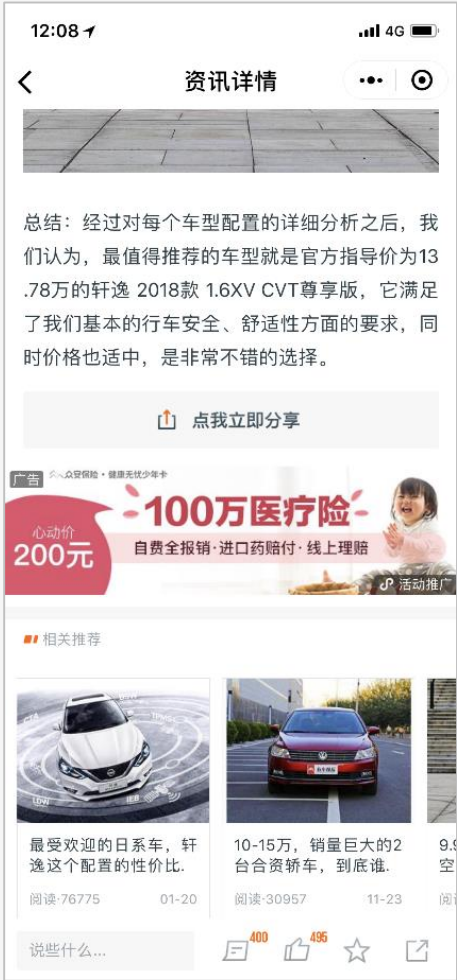 12:08
4G
资讯详情
总结：经过对每个车型配置的详细分析之后，我
们认为，最值得推荐的车型就是官方指导价为13
.78万的轩逸 2018款 1.6XV CVT尊享版，它满足
了我们基本的行车安全、舒适性方面的要求，同
时价格也适中，是非常不错的选择。
点我立即分享
广告
众安保险·健康无忧少年卡
100万医疗险
心动价
200元
自费全报销·进口药赔付·线上理赔
活动推广
相关推荐
CTA
TPMS
LDW
最受欢迎的日系车，轩
逸这个配置的性价比.
阅读·76775
01-20
10-15万，销量巨大的2
台合资轿车，到底谁.
阅读·30957
11-23
9.9
空
阅
说些什么...
400
495